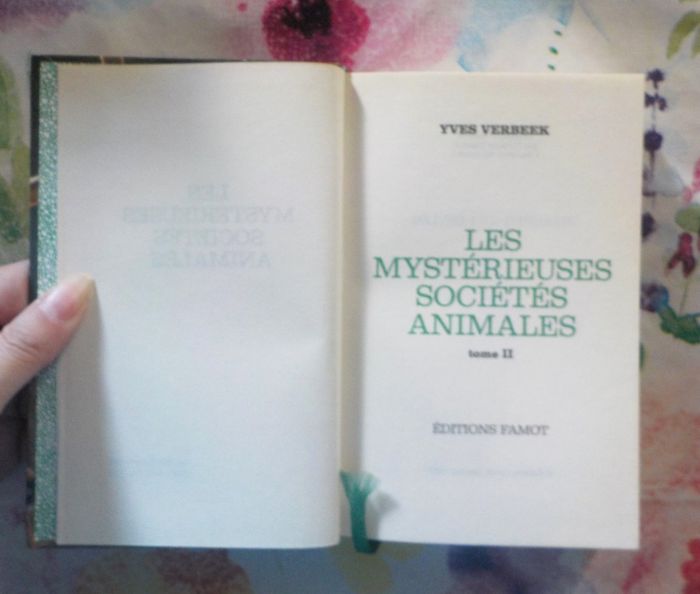 YVES VERBEEK
LES
MYSTÉRIEUSES
SOCIÉTÉS
ANIMALES
tome II
ÉDITIONS FAMOT